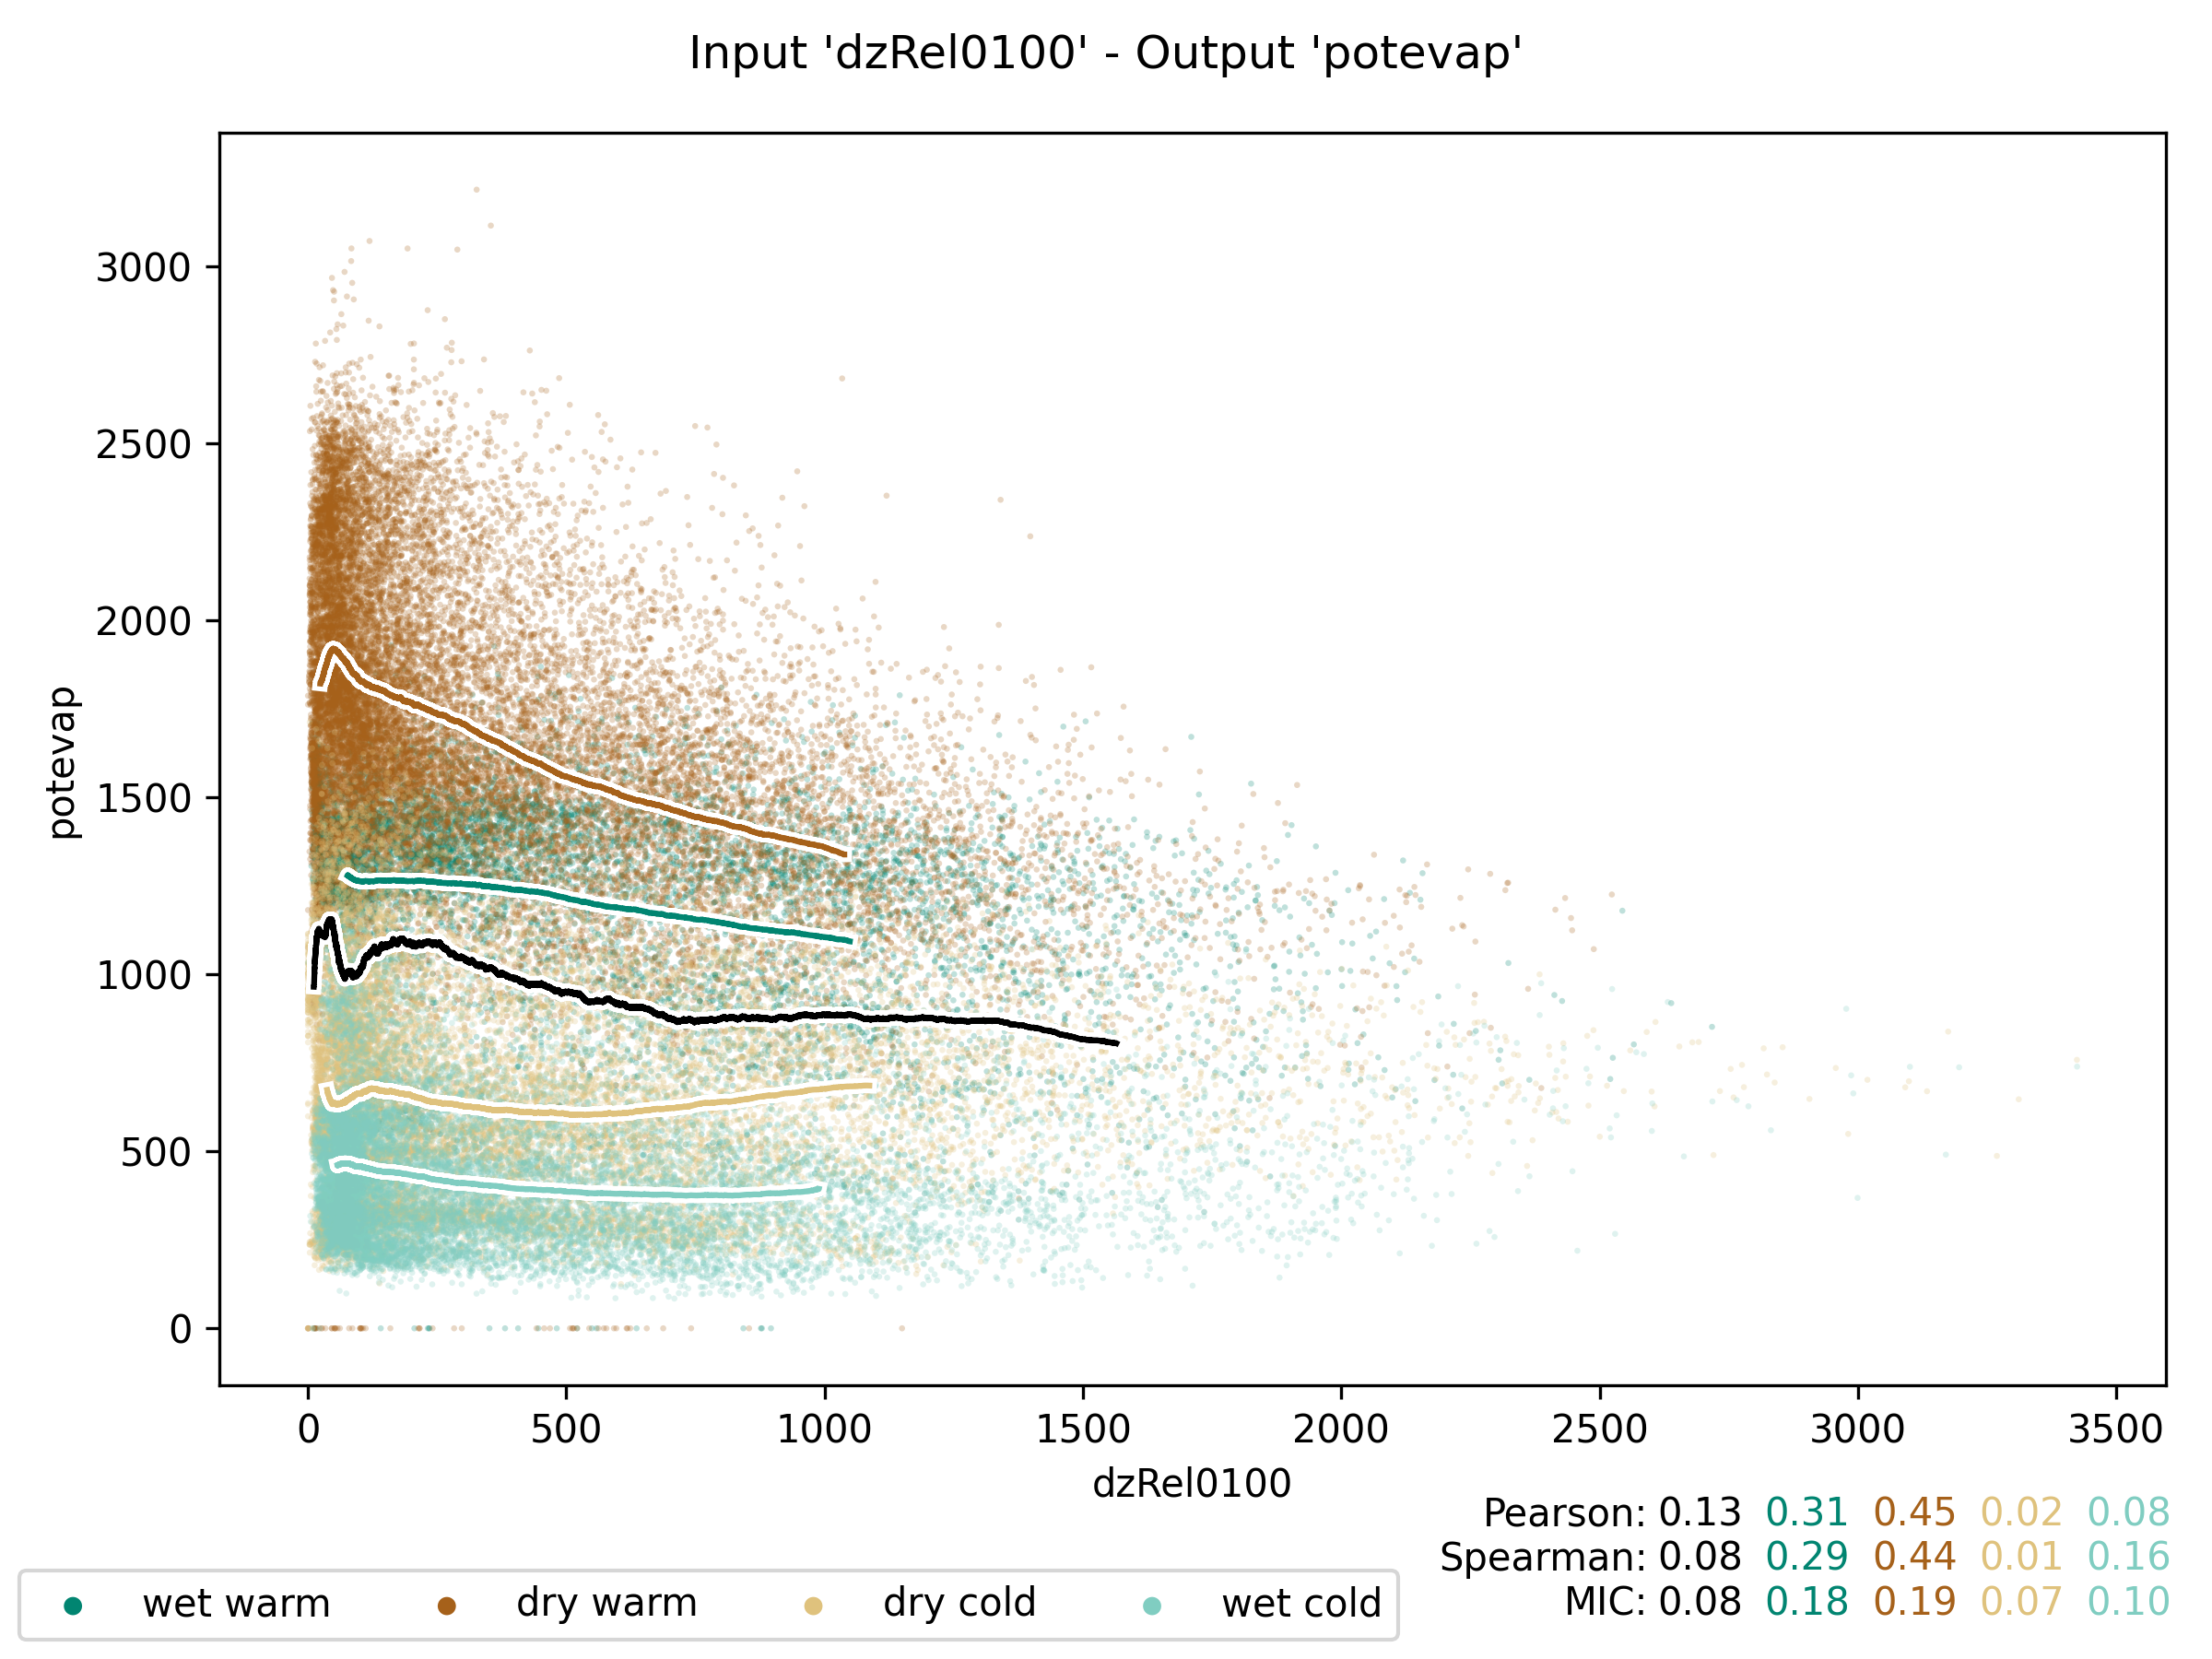 Input 'dzRel0100' - Output 'potevap'
potevap
3000
2500
2000
1500
1000
500
0
0 500 1000 1500 2000 2500 3000 3500
dzRel0100
Pearson: 0.13 0.31 0.45 0.02 0.08
Spearman: 0.08 0.29 0.44 0.01 0.16
MIC: 0.08 0.18 0.19 0.07 0.10
wet warm dry warm dry cold wet cold